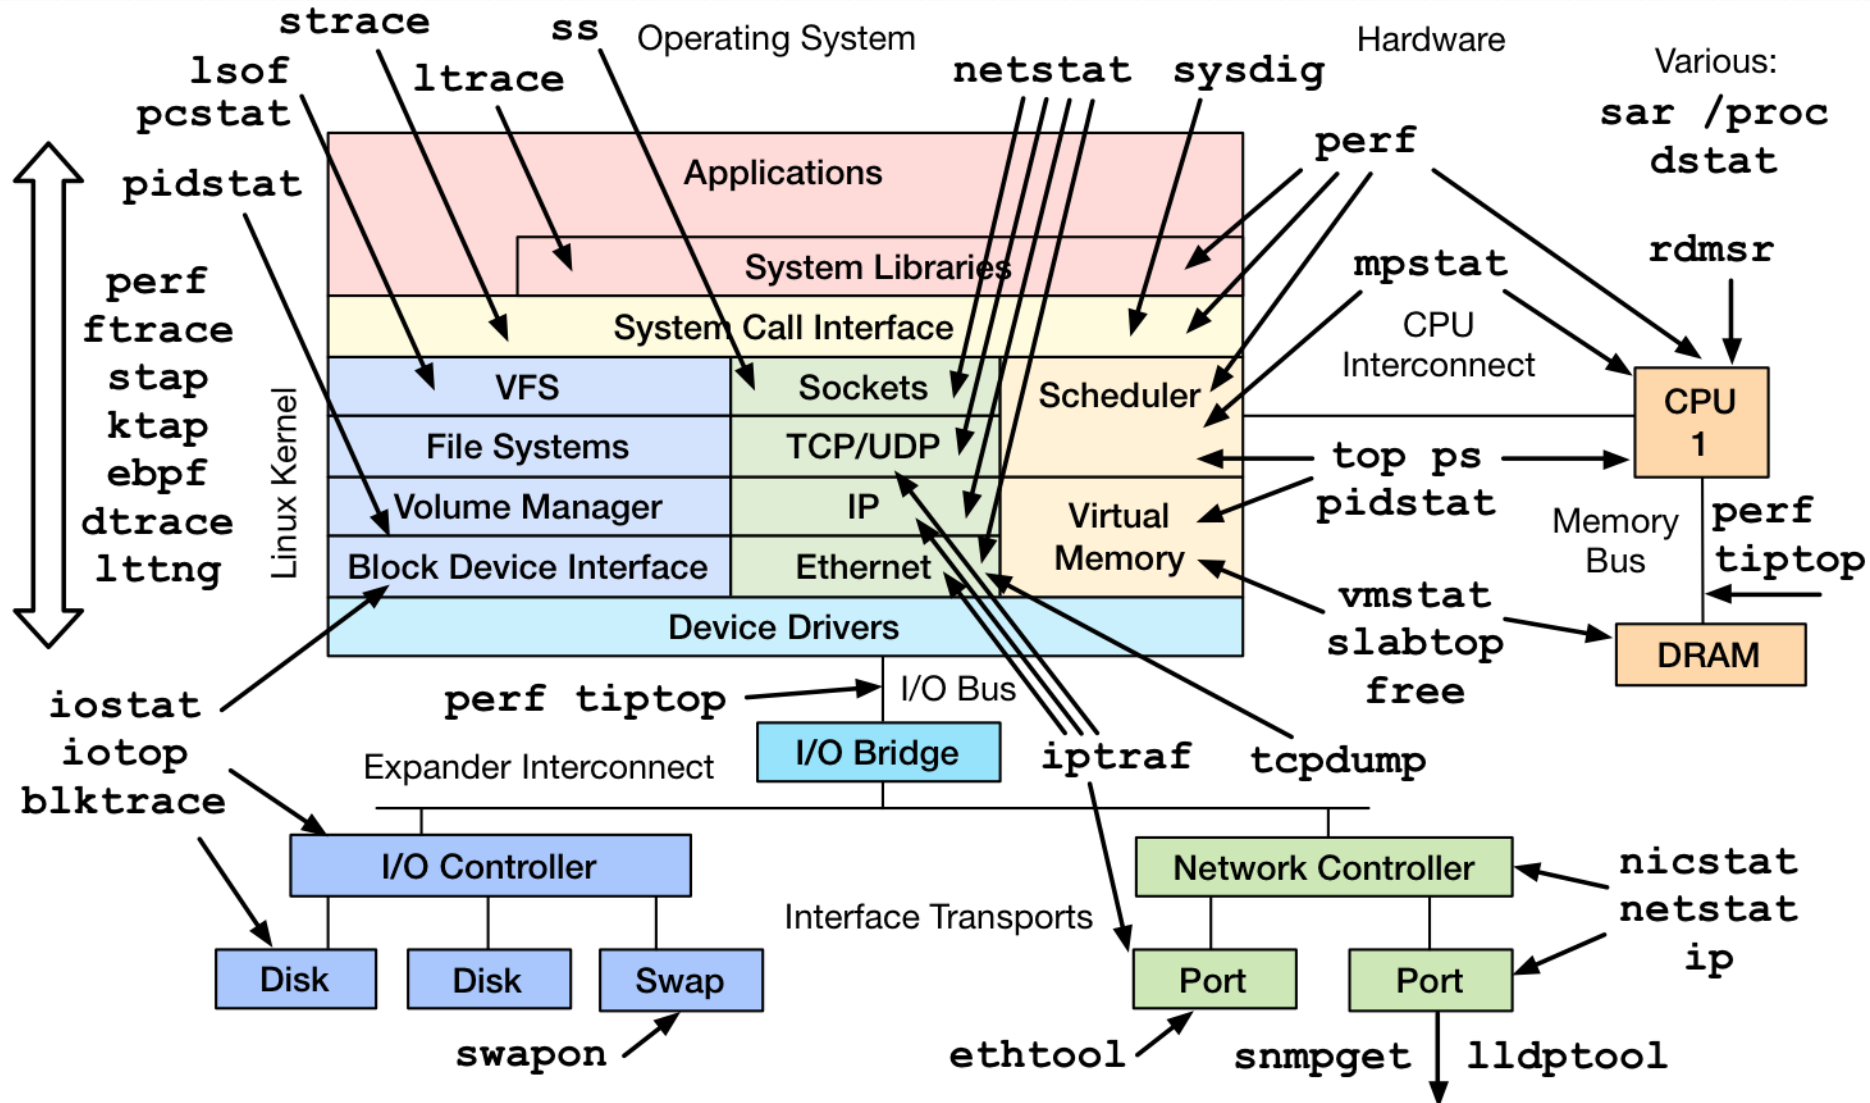 strace
ss
Operating System
Hardware
lsof
pcstat
ltrace
netstat
sysdig
Various:
sar /proc
dstat
perf
pidstat
Applications
System Libraries
System Call Interface
mpstat
rdmsr
CPU
Interconnect
perf
ftrace
stap
ktap
ebpf
dtrace
lttng
Linux Kernel
VFS
Sockets
Scheduler
File Systems
TCP/UDP
Volume Manager
IP
Virtual
Memory
Block Device Interface
Ethernet
Device Drivers
CPU
1
top ps
pidstat
Memory
Bus
perf
tiptop
vmstat
slabtop
free
DRAM
iostat
iotop
blktrace
perf tiptop
I/O Bus
I/O Bridge
Expander Interconnect
iptraf
tcpdump
I/O Controller
Network Controller
nicstat
netstat
ip
Interface Transports
Disk
Disk
Swap
Port
Port
swapon
ethtool
snmpget
lldptool